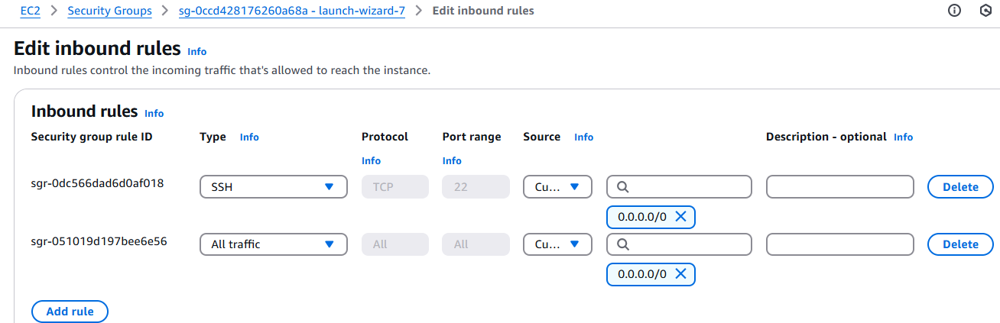 EC2 > Security Groups > sg-0ccd428176260a68a - launch-wizard-7 > Edit inbound rules
Edit inbound rules Info
Inbound rules control the incoming traffic that's allowed to reach the instance.
Inbound rules Info
Security group rule ID Type Info Protocol Port range Source Info Description - optional Info
Info Info
sgr-0dc566dad6d0af018 SSH TCP 22 Cu... Delete
0.0.0.0/0
sgr-051019d197bee6e56 All traffic All All Cu... Delete
0.0.0.0/0
Add rule